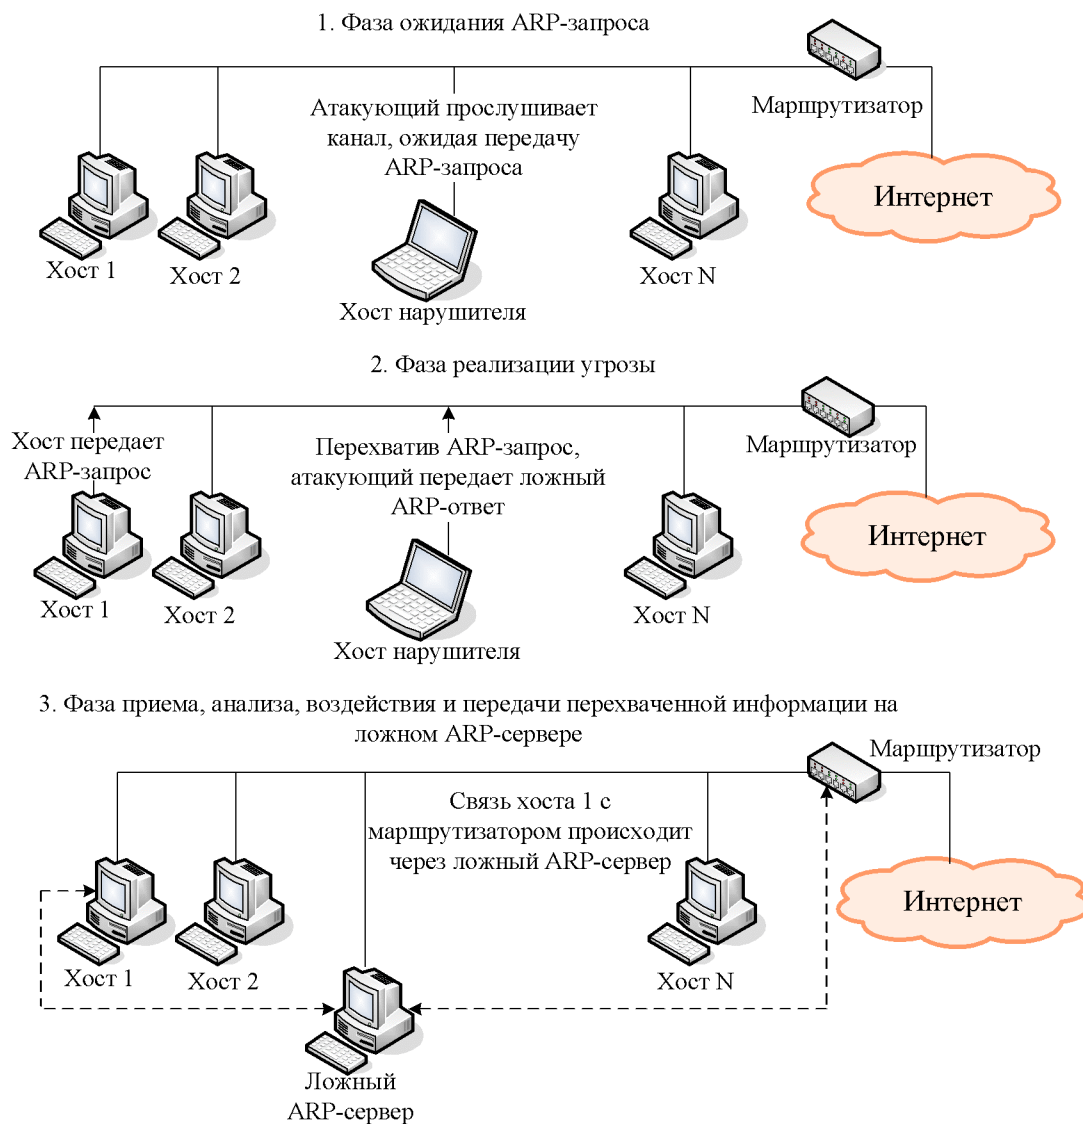 1. Фаза ожидания ARP-запроса
Маршрутизатор
Атакующий прослушивает
канал, ожидая передачу
ARP-запроса
Интернет
Хост 1
Хост 2
Хост N
Хост нарушителя
2. Фаза реализации угрозы
Хост передает
ARP-запрос
Перехватив ARP-запрос,
атакующий передает ложный
ARP-ответ
Маршрутизатор
Интернет
Хост 1
Хост 2
Хост N
Хост нарушителя
3. Фаза приема, анализа, воздействия и передачи перехваченной информации на
ложном ARP-сервере
Маршрутизатор
Связь хоста 1 с
маршрутизатором происходит
через ложный ARP-сервер
Интернет
Хост 1
Хост 2
Хост N
Ложный
ARP-сервер